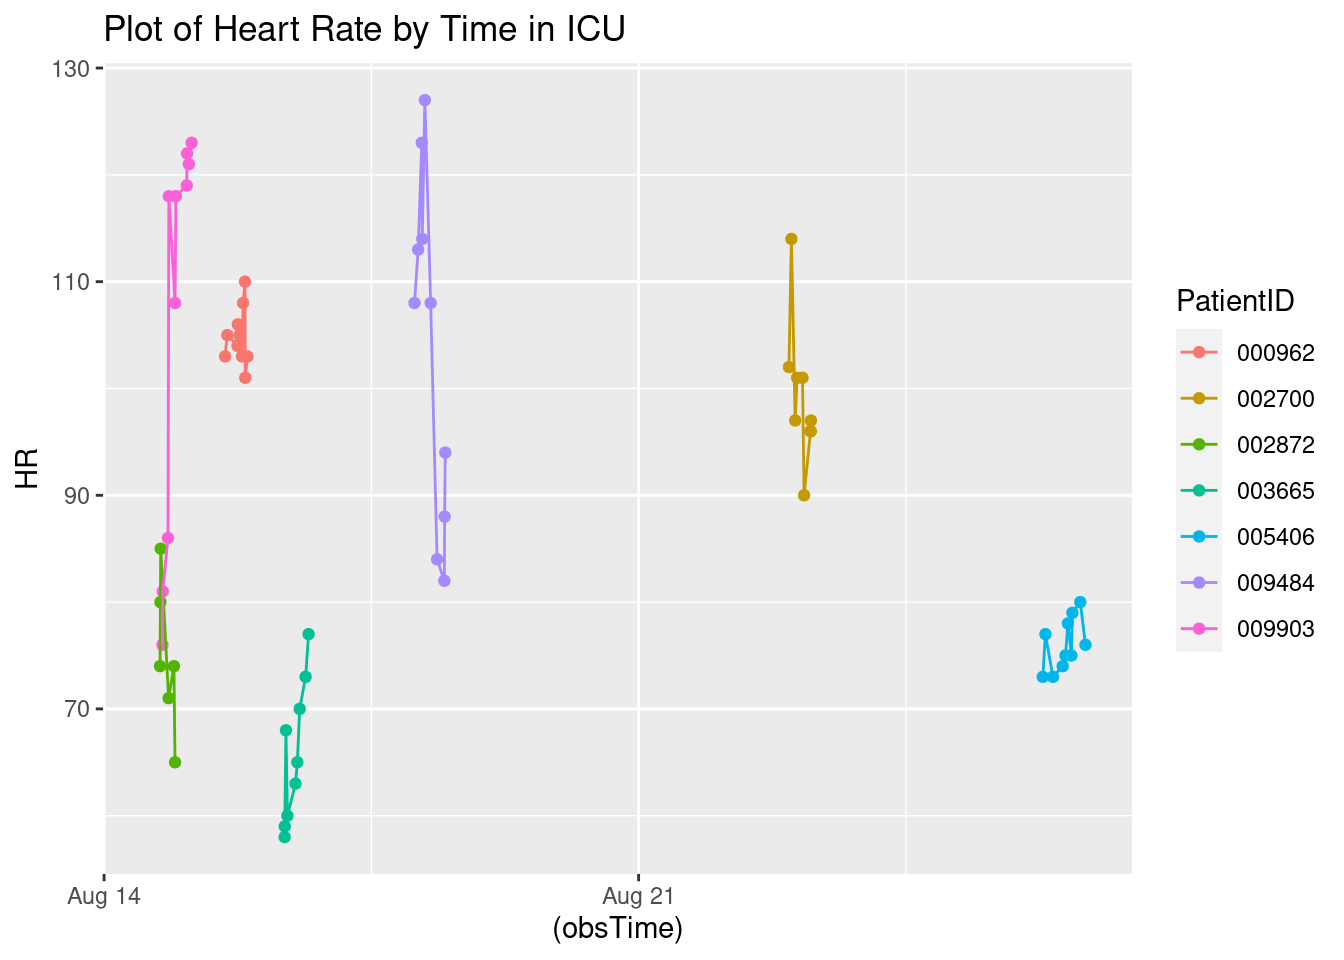 Plot of Heart Rate by Time in ICU
130
110
90
70
HR
Aug 14
Aug 21
(obsTime)
PatientID
000962
002700
002872
003665
005406
009484
009903